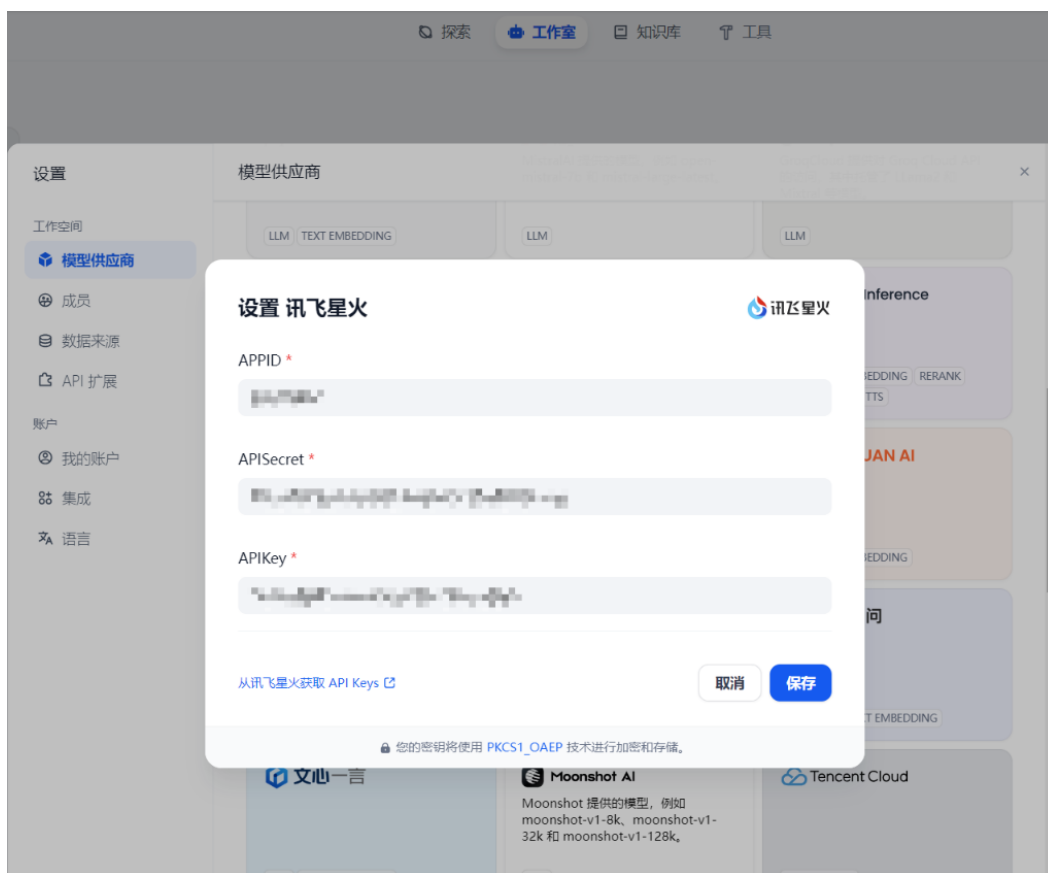 探索
工作室
知识库
工具
设置
模型供应商
工作空间
模型供应商
成员
数据来源
API 扩展
账户
我的账户
集成
语言
LLM
TEXT EMBEDDING
LLM
LLM
Inference
EDDING
RERANK
TTS
UAN AI
EDDING
问
T EMBEDDING
设置 讯飞星火
讯飞星火
APPID *
APISecret *
APIKey *
从讯飞星火获取 API Keys
取消
保存
您的密钥将使用 PKCS1_OAEP 技术进行加密和存储。
文心一言
Moonshot AI
Moonshot 提供的模型，例如
moonshot-v1-8k、moonshot-v1-
32k 和 moonshot-v1-128k。
Tencent Cloud